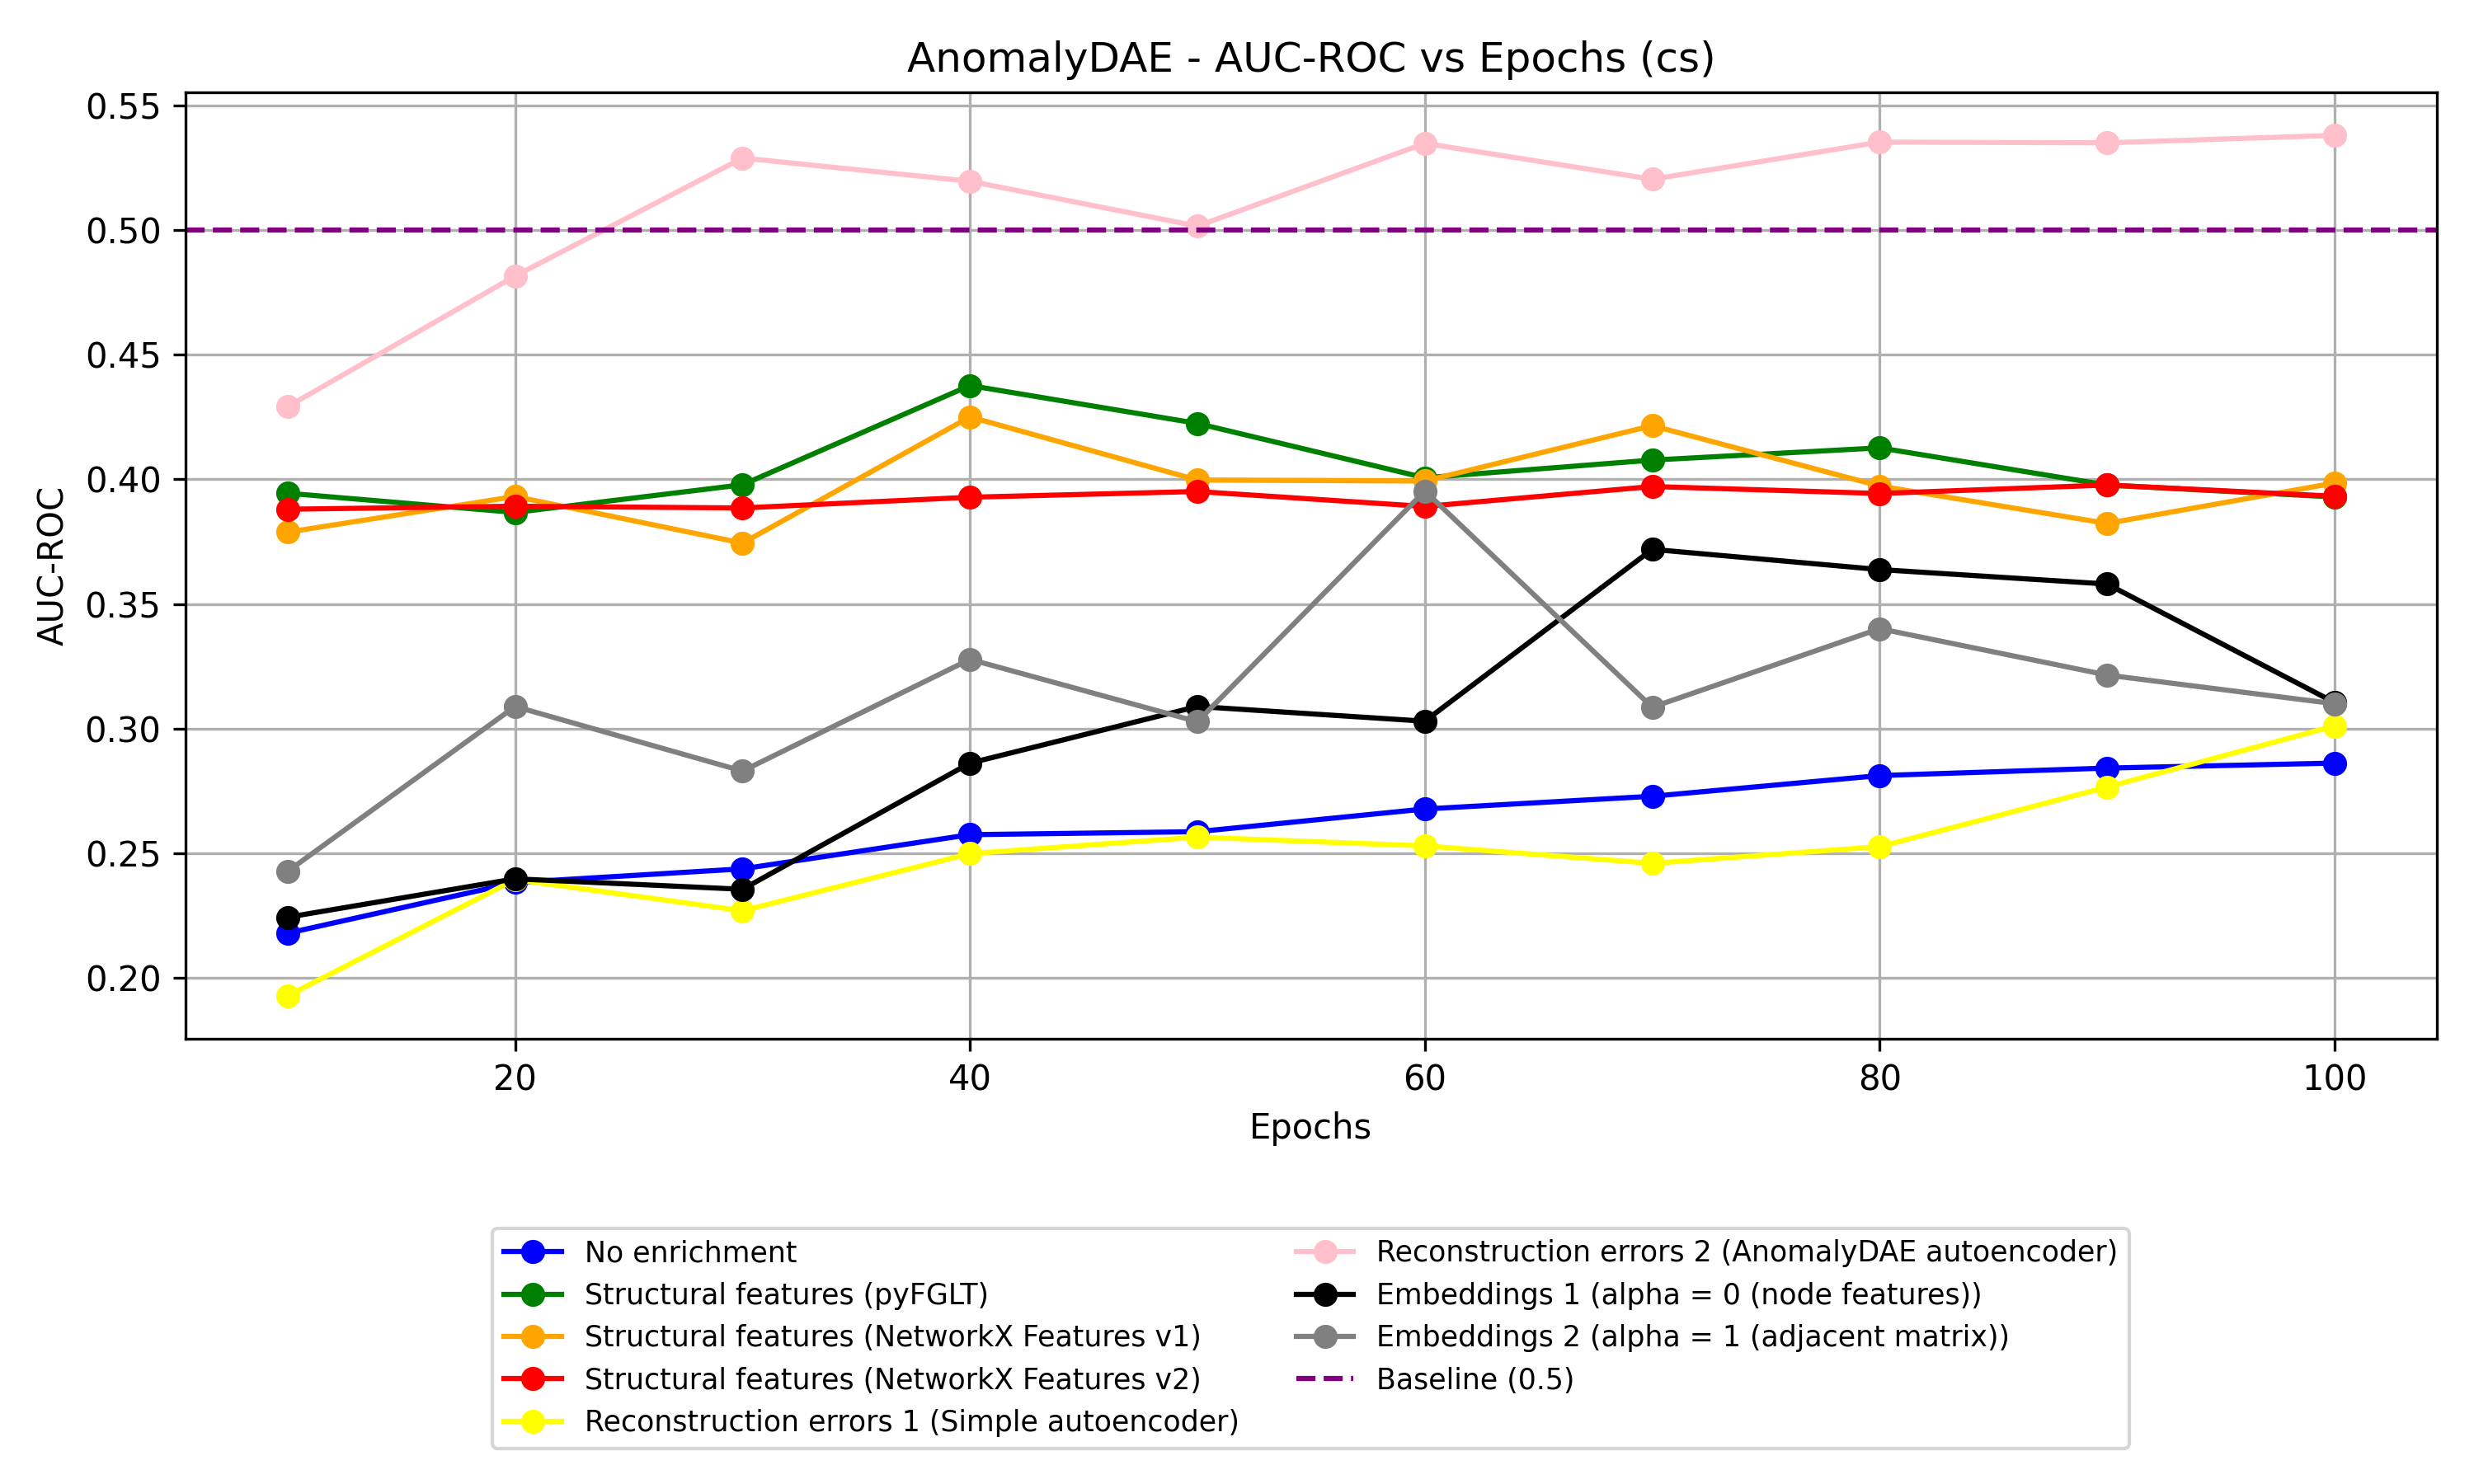 AnomalyDAE - AUC-ROC vs Epochs (cs)
0.55
0.50
0.45
0.40
0.35
0.30
0.25
0.20
AUC-ROC
20 40 60 80 100
Epochs
No enrichment
Structural features (pyFGLT)
Structural features (NetworkX Features v1)
Structural features (NetworkX Features v2)
Reconstruction errors 1 (Simple autoencoder)
Reconstruction errors 2 (AnomalyDAE autoencoder)
Embeddings 1 (alpha = 0 (node features))
Embeddings 2 (alpha = 1 (adjacent matrix))
Baseline (0.5)